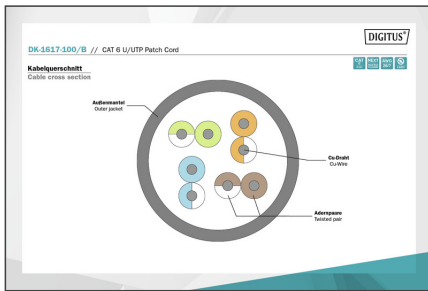 DIGITUS®
DK-1617-100/B // CAT 6 U/UTP Patch Cord
Kabelquerschnitt
Cable cross section
Außenmantel
Outer jacket
Cu-Draht
Cu-Wire
Adernpaare
Twisted pair